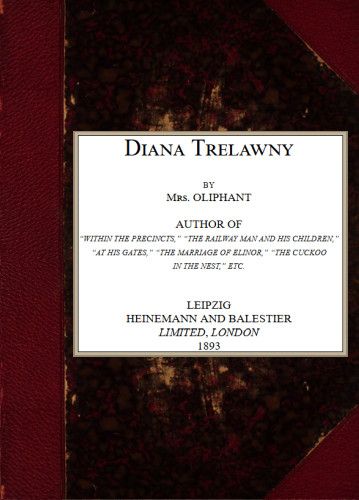 DIANA TRELAWNY
BY
MRS. OLIPHANT
AUTHOR OF
“WITHIN THE PRECINCTS,” “THE RAILWAY MAN AND HIS CHILDREN,”
“AT HIS GATES,” “THE MARRIAGE OF ELINOR,” “THE CUCKOO
IN THE NEST,” ETC.
LEIPZIG
HEINEMANN AND BALESTIER
LIMITED, LONDON
1893